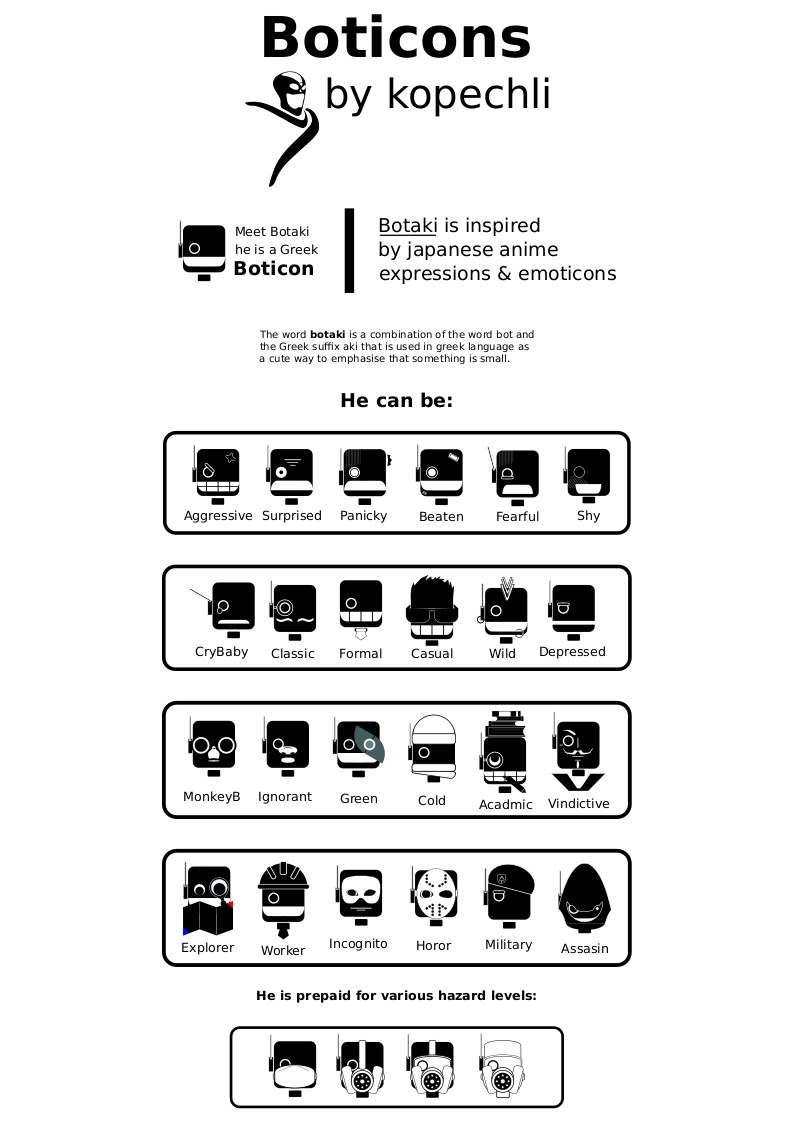 Boticons
by kopechli
Meet Botaki
he is a Greek
Boticon
Botaki is inspired
by japanese anime
expressions & emoticons
The word botaki is a combination of the word bot and
the Greek suffix aki that is used in greek language as
a cute way to emphasise that something is small.
He can be:
Aggressive Surprised Panicky Beaten Fearful Shy
CryBaby Classic Formal Casual Wild Depressed
MonkeyB Ignorant Green Cold Acadmic Vindictive
Explorer Worker Incognito Horor Military Assasin
He is prepaid for various hazard levels: